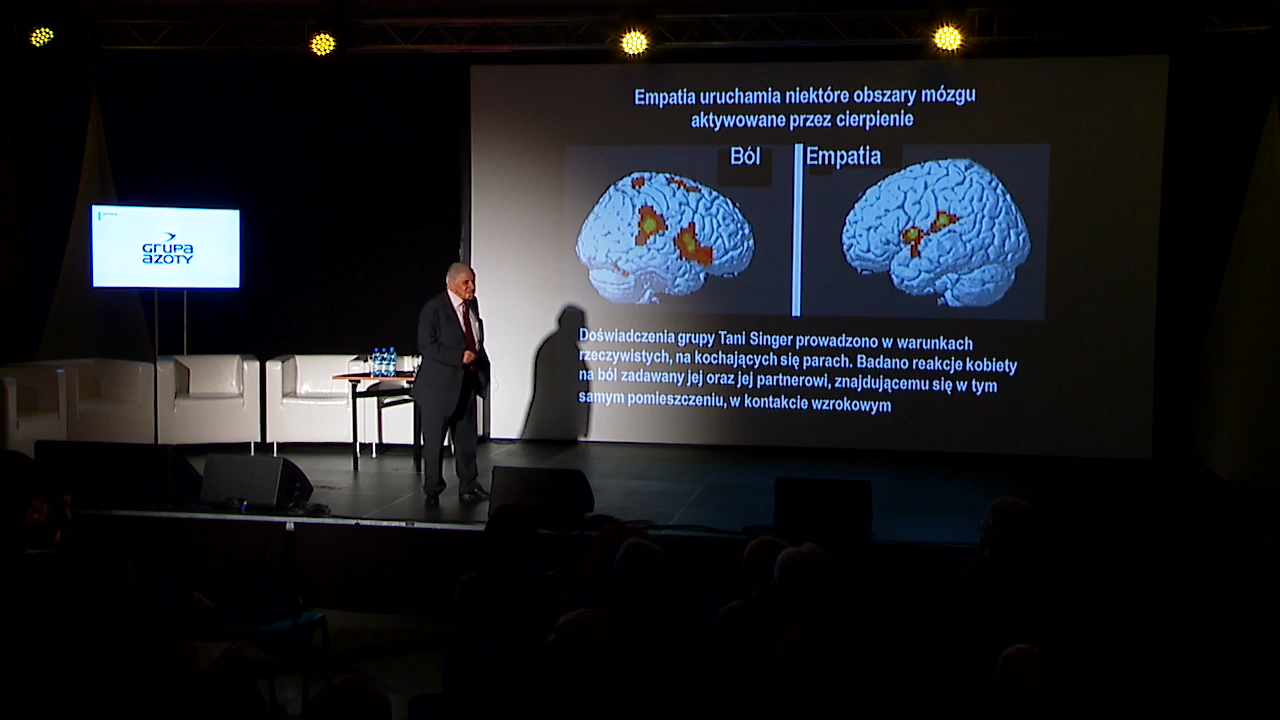 Empatia uruchamia niektóre obszary mózgu
aktywowane przez cierpienie
Ból
Empatia
GRUPA
AZOTY
Doświadczenia grupy Tani Singer prowadzono w warunkach
rzeczywistych, na kochających się parach. Badano reakcje kobiety
na ból zadawany jej oraz jej partnerowi, znajdującemu się w tym
samym pomieszczeniu, w kontakcie wzrokowym